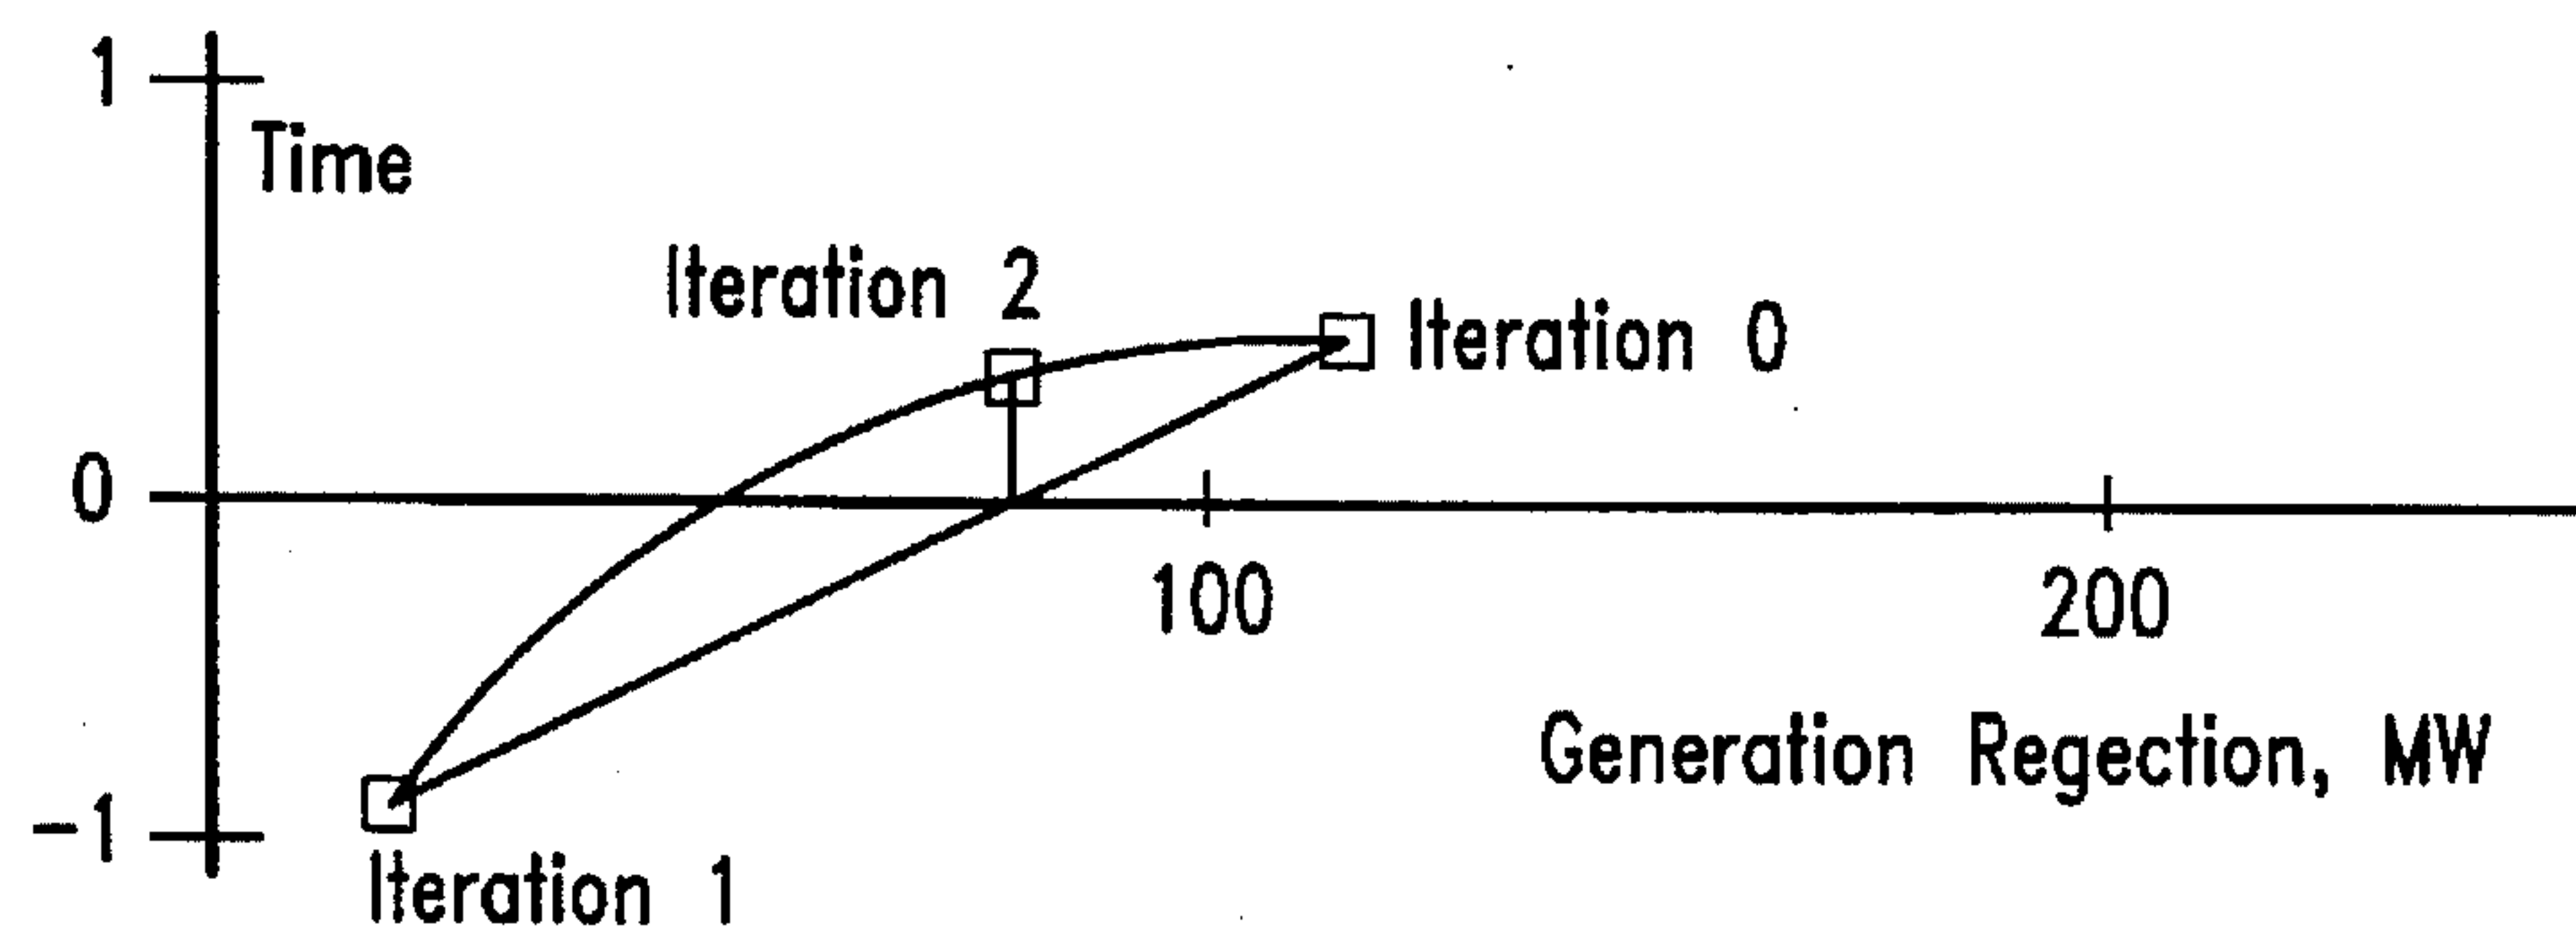 1
Time
Iteration 2
Iteration 0
0
100
200
Generation Regection, MW
-1
Iteration 1